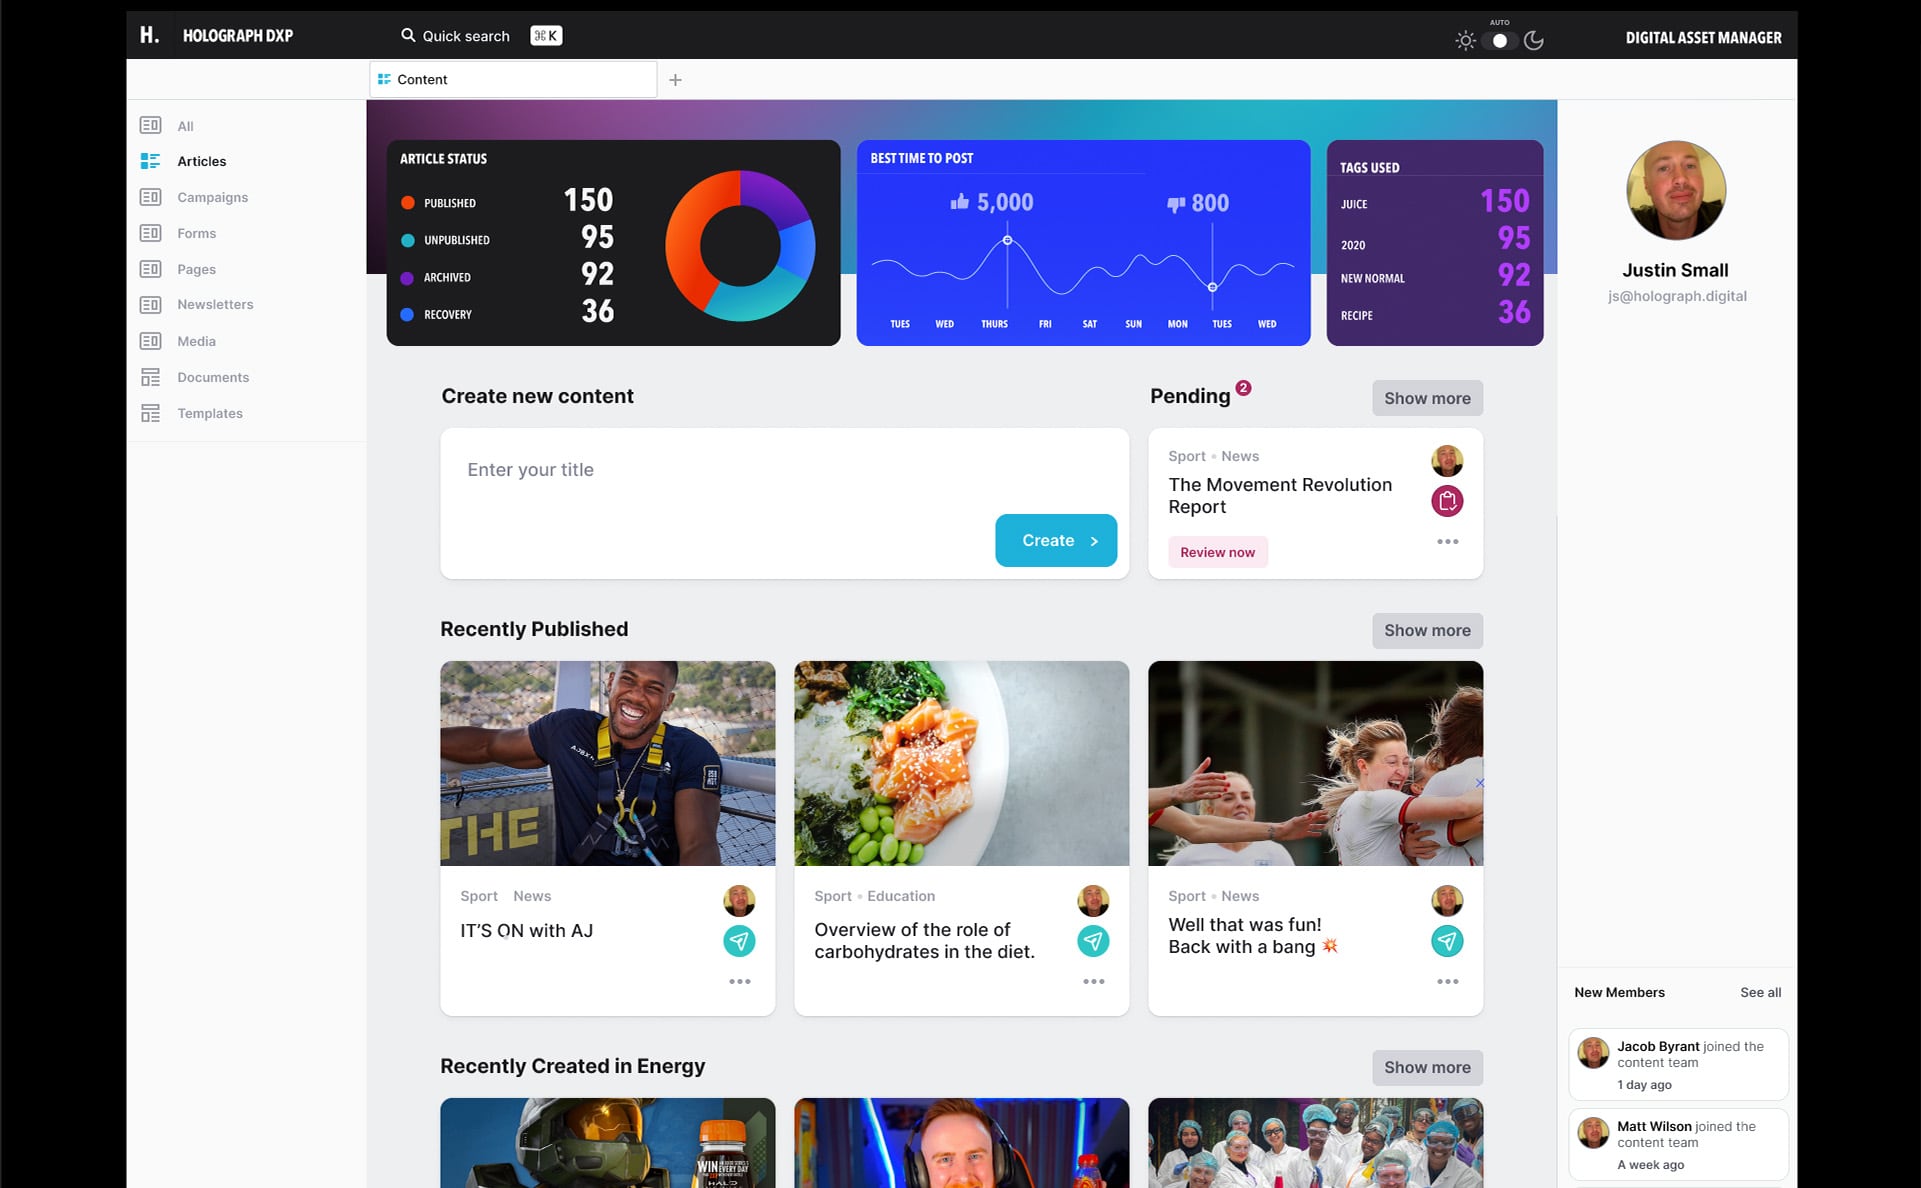 H. HOLOGRAPH DXP
Quick search
⌘ K
AUTO
DIGITAL ASSET MANAGER
Content
All
Articles
Campaigns
Forms
Pages
Newsletters
Media
Documents
Templates
ARTICLE STATUS
PUBLISHED 150
UNPUBLISHED 95
ARCHIVED 92
RECOVERY 36
BEST TIME TO POST
5,000 800
TUES WED THURS FRI SAT SUN MON TUES WED
TAGS USED
JUICE 150
2020 95
NEW NORMAL 92
RECIPE 36
Justin Small
js@holograph.digital
Create new content
Enter your title
Create
Pending 2
Show more
Sport • News
The Movement Revolution
Report
Review now
Recently Published
Show more
THE
Sport News
IT’S ON with AJ
Sport • Education
Overview of the role of
carbohydrates in the diet.
Sport • News
Well that was fun!
Back with a bang 💥
Recently Created in Energy
Show more
WIN
EVERY DAY
HALO
New Members
See all
Jacob Byrant joined the
content team
1 day ago
Matt Wilson joined the
content team
A week ago